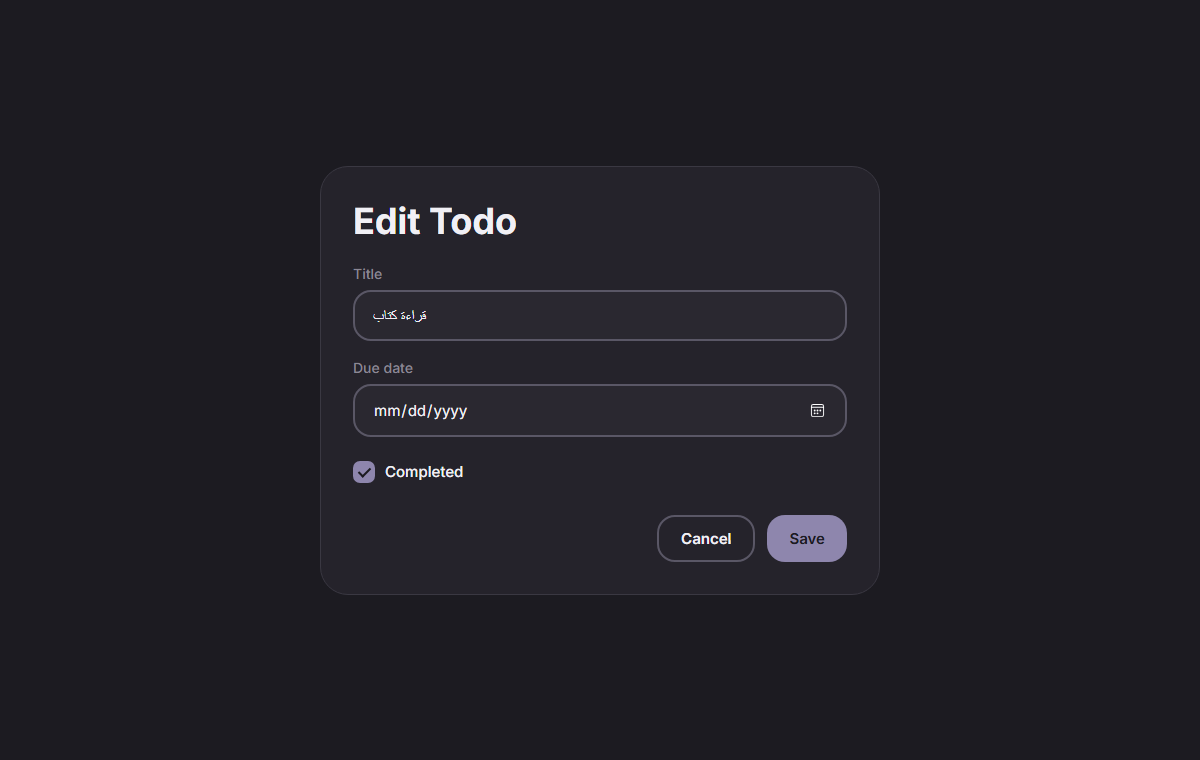 Edit Todo
Title
قراءة كتاب
Due date
mm/dd/yyyy
Completed
Cancel Save